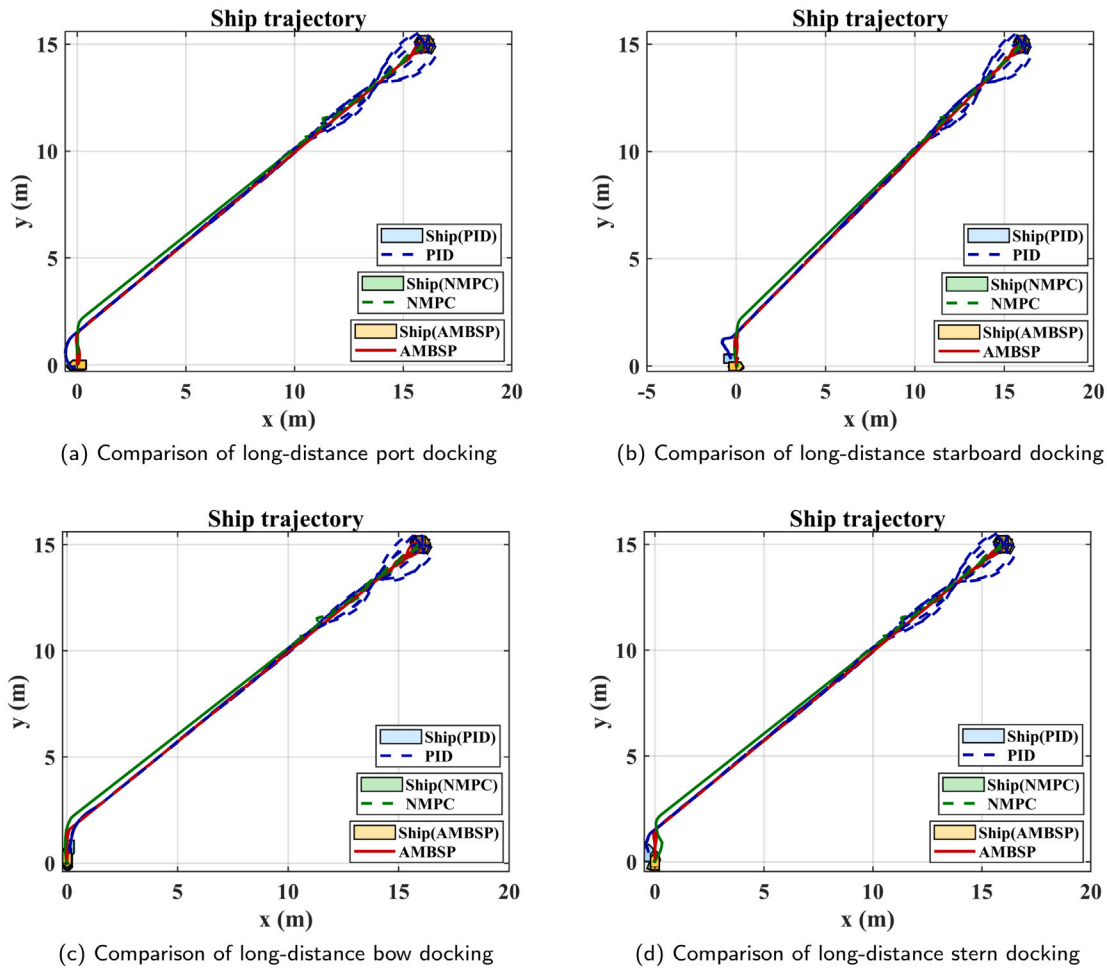 Ship trajectory
15
10
5
0
y (m)
Ship(PID)
PID
Ship(NMPC)
NMPC
Ship(AMBSP)
AMBSP
0 5 10 15 20
x (m)
(a) Comparison of long-distance port docking
Ship trajectory
15
10
5
0
y (m)
Ship(PID)
PID
Ship(NMPC)
NMPC
Ship(AMBSP)
AMBSP
-5 0 5 10 15 20
x (m)
(b) Comparison of long-distance starboard docking
Ship trajectory
15
10
5
0
y (m)
Ship(PID)
PID
Ship(NMPC)
NMPC
Ship(AMBSP)
AMBSP
0 5 10 15 20
x (m)
(c) Comparison of long-distance bow docking
Ship trajectory
15
10
5
0
y (m)
Ship(PID)
PID
Ship(NMPC)
NMPC
Ship(AMBSP)
AMBSP
0 5 10 15 20
x (m)
(d) Comparison of long-distance stern docking